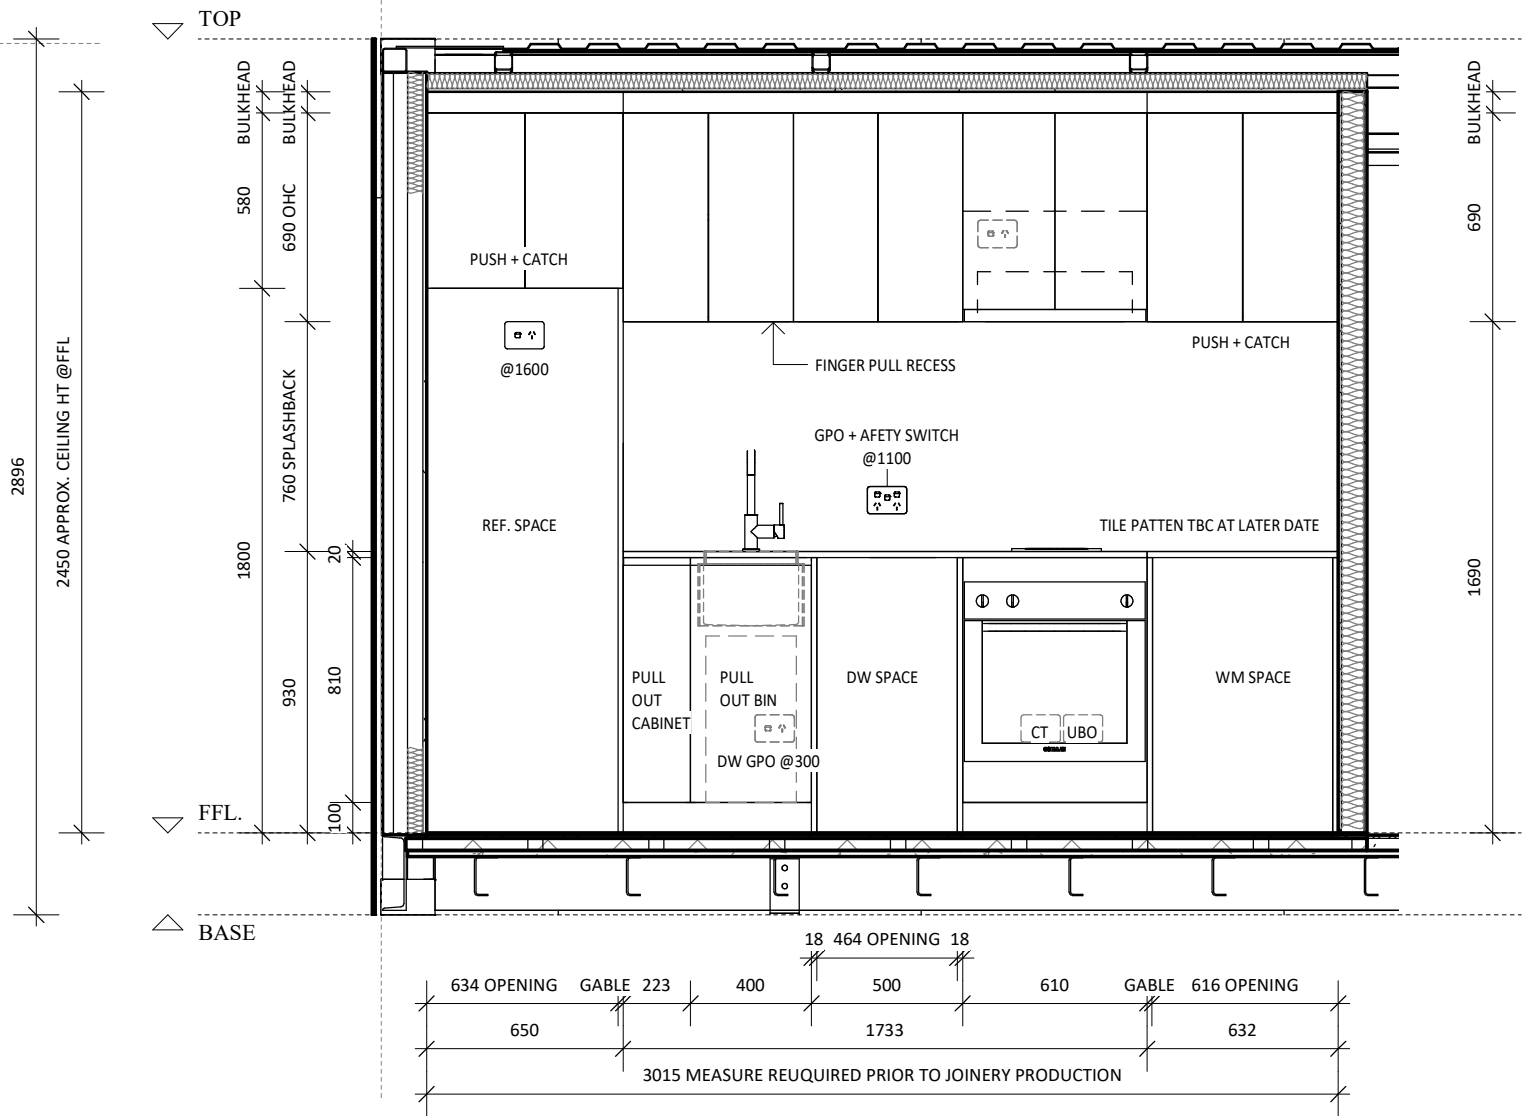 TOP
BULKHEAD
BULKHEAD
BULKHEAD
580
690 OHC
690
PUSH + CATCH
@1600
PUSH + CATCH
FINGER PULL RECESS
GPO + AFETY SWITCH
@1100
2896
2450 APPROX. CEILING HT @FFL
760 SPLASHBACK
1800
20
REF. SPACE
TILE PATTEN TBC AT LATER DATE
1690
930
810
100
PULL
OUT
CABINET
PULL
OUT BIN
DW SPACE
WM SPACE
CT
UBO
DW GPO @300
FFL.
BASE
18 464 OPENING 18
634 OPENING GABLE 223 400 500 610 GABLE 616 OPENING
650 1733 632
3015 MEASURE REUQUIRED PRIOR TO JOINERY PRODUCTION